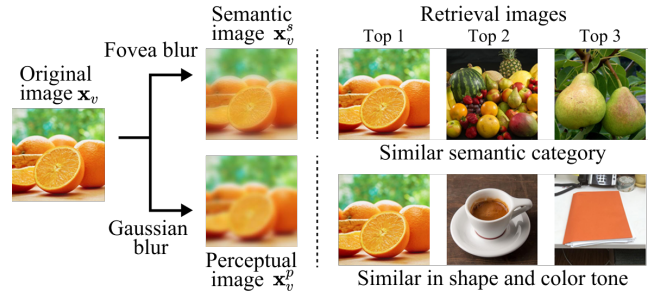 Original
image x_v
Fovea blur
Gaussian
blur
Semantic
image x_v^s
Perceptual
image x_v^p
Retrieval images
Top 1 Top 2 Top 3
Similar semantic category
Similar in shape and color tone